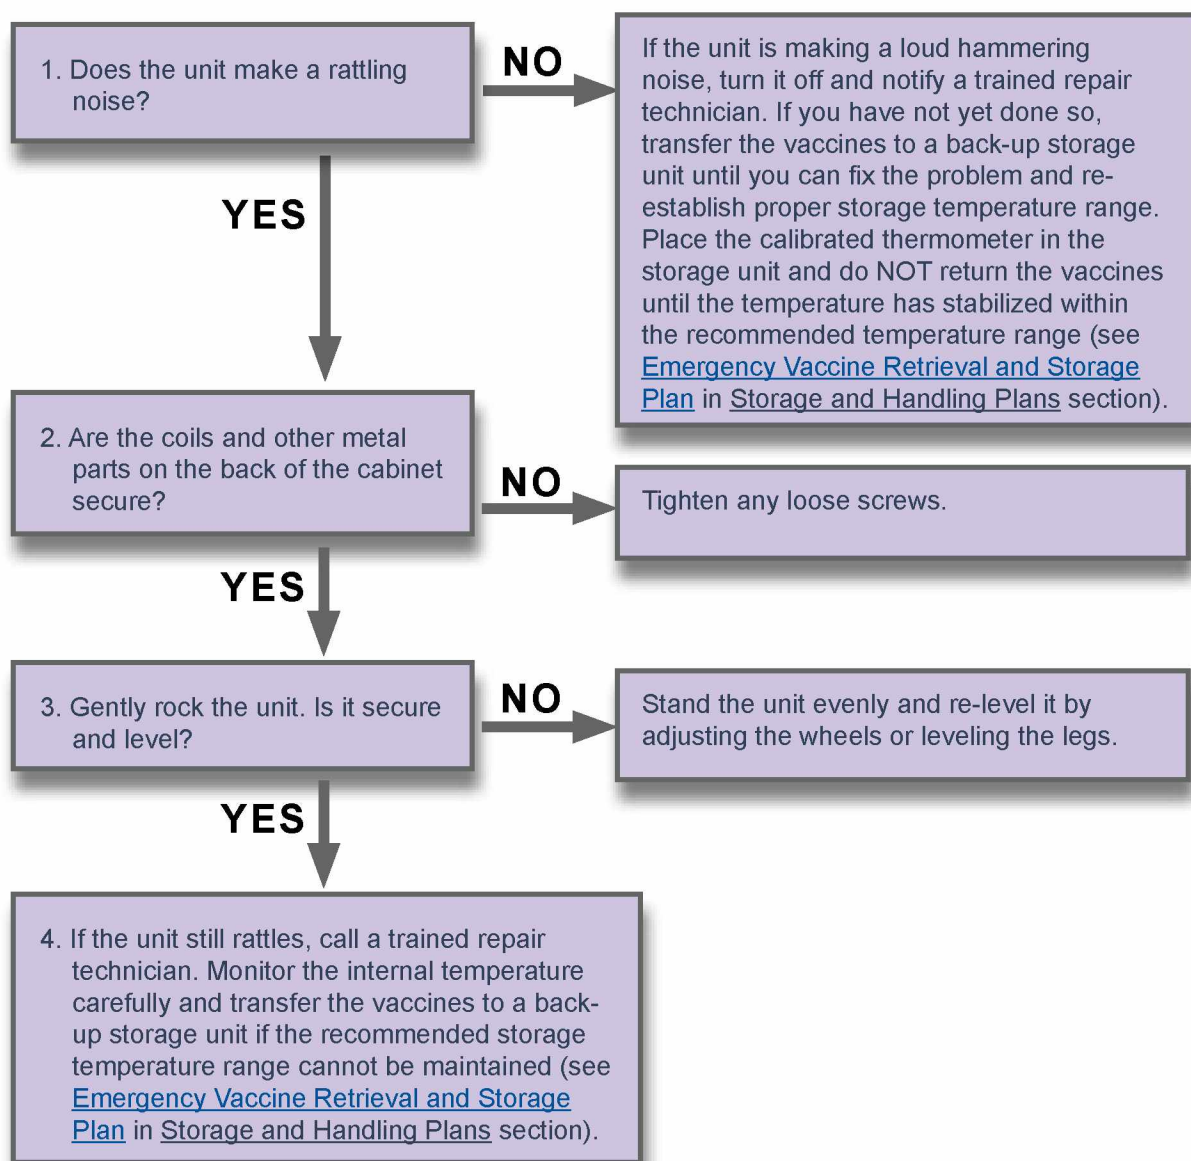 1. Does the unit make a rattling
noise?
NO
If the unit is making a loud hammering
noise, turn it off and notify a trained repair
technician. If you have not yet done so,
transfer the vaccines to a back-up storage
unit until you can fix the problem and re-
establish proper storage temperature range.
Place the calibrated thermometer in the
storage unit and do NOT return the vaccines
until the temperature has stabilized within
the recommended temperature range (see
Emergency Vaccine Retrieval and Storage
Plan in Storage and Handling Plans section).
YES
2. Are the coils and other metal
parts on the back of the cabinet
secure?
NO
Tighten any loose screws.
YES
3. Gently rock the unit. Is it secure
and level?
NO
Stand the unit evenly and re-level it by
adjusting the wheels or leveling the legs.
YES
4. If the unit still rattles, call a trained repair
technician. Monitor the internal temperature
carefully and transfer the vaccines to a back-
up storage unit if the recommended storage
temperature range cannot be maintained (see
Emergency Vaccine Retrieval and Storage
Plan in Storage and Handling Plans section).